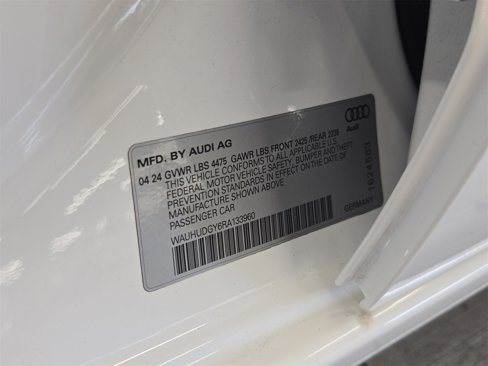 Audi
MFD. BY AUDI AG
04 24 GVWR LBS 4475 GAWR LBS FRONT 2425 /REAR 2238
THIS VEHICLE CONFORMS TO ALL APPLICABLE U.S.
FEDERAL MOTOR VEHICLE SAFETY, BUMPER AND THEFT
PREVENTION STANDARDS IN EFFECT ON THE DATE OF
MANUFACTURE SHOWN ABOVE
PASSENGER CAR
WAUHUDGY6RA133960
GERMANY
1624563